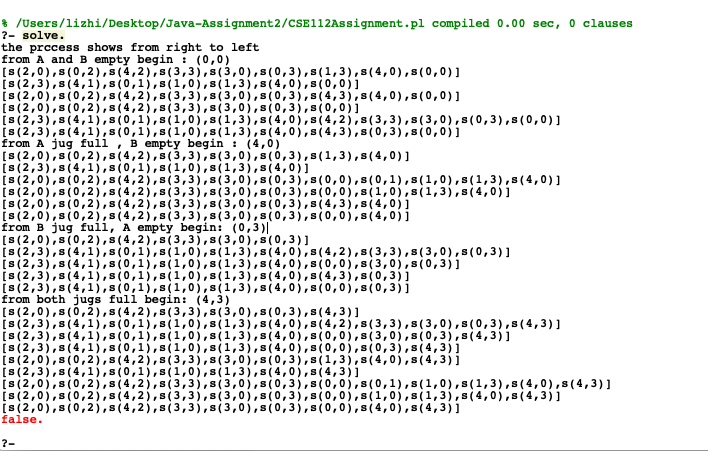 % /Users/lizhi/Desktop/Java-Assignment2/CSE112Assignment.pl compiled 0.00 sec, 0 clauses
?- solve.
the prccess shows from right to left
from A and B empty begin : (0,0)
[s(2,0),s(0,2),s(4,2),s(3,3),s(3,0),s(0,3),s(1,3),s(4,0),s(0,0)]
[s(2,3),s(4,1),s(0,1),s(1,0),s(1,3),s(4,0),s(0,0)]
[s(2,0),s(0,2),s(4,2),s(3,3),s(3,0),s(0,3),s(4,3),s(4,0),s(0,0)]
[s(2,0),s(0,2),s(4,2),s(3,3),s(3,0),s(0,3),s(0,0)]
[s(2,3),s(4,1),s(0,1),s(1,0),s(1,3),s(4,0),s(4,2),s(3,3),s(3,0),s(0,3),s(0,0)]
[s(2,3),s(4,1),s(0,1),s(1,0),s(1,3),s(4,0),s(4,3),s(0,3),s(0,0)]
from A jug full , B empty begin : (4,0)
[s(2,0),s(0,2),s(4,2),s(3,3),s(3,0),s(0,3),s(1,3),s(4,0)]
[s(2,3),s(4,1),s(0,1),s(1,0),s(1,3),s(4,0)]
[s(2,0),s(0,2),s(4,2),s(3,3),s(3,0),s(0,3),s(0,0),s(0,1),s(1,0),s(1,3),s(4,0)]
[s(2,0),s(0,2),s(4,2),s(3,3),s(3,0),s(0,3),s(0,0),s(1,0),s(1,3),s(4,0)]
[s(2,0),s(0,2),s(4,2),s(3,3),s(3,0),s(0,3),s(4,3),s(4,0)]
[s(2,0),s(0,2),s(4,2),s(3,3),s(3,0),s(0,3),s(0,0),s(4,0)]
from B jug full, A empty begin: (0,3)
[s(2,0),s(0,2),s(4,2),s(3,3),s(3,0),s(0,3)]
[s(2,3),s(4,1),s(0,1),s(1,0),s(1,3),s(4,0),s(4,2),s(3,3),s(3,0),s(0,3)]
[s(2,3),s(4,1),s(0,1),s(1,0),s(1,3),s(4,0),s(0,0),s(3,0),s(0,3)]
[s(2,3),s(4,1),s(0,1),s(1,0),s(1,3),s(4,0),s(4,3),s(0,3)]
[s(2,3),s(4,1),s(0,1),s(1,0),s(1,3),s(4,0),s(0,0),s(0,3)]
from both jugs full begin: (4,3)
[s(2,0),s(0,2),s(4,2),s(3,3),s(3,0),s(0,3),s(4,3)]
[s(2,3),s(4,1),s(0,1),s(1,0),s(1,3),s(4,0),s(4,2),s(3,3),s(3,0),s(0,3),s(4,3)]
[s(2,3),s(4,1),s(0,1),s(1,0),s(1,3),s(4,0),s(0,0),s(3,0),s(0,3),s(4,3)]
[s(2,3),s(4,1),s(0,1),s(1,0),s(1,3),s(4,0),s(0,0),s(0,3),s(4,3)]
[s(2,0),s(0,2),s(4,2),s(3,3),s(3,0),s(0,3),s(1,3),s(4,0),s(4,3)]
[s(2,3),s(4,1),s(0,1),s(1,0),s(1,3),s(4,0),s(4,3)]
[s(2,0),s(0,2),s(4,2),s(3,3),s(3,0),s(0,3),s(0,0),s(0,1),s(1,0),s(1,3),s(4,0),s(4,3)]
[s(2,0),s(0,2),s(4,2),s(3,3),s(3,0),s(0,3),s(0,0),s(1,0),s(1,3),s(4,0),s(4,3)]
[s(2,0),s(0,2),s(4,2),s(3,3),s(3,0),s(0,3),s(0,0),s(4,0),s(4,3)]
false.
?-